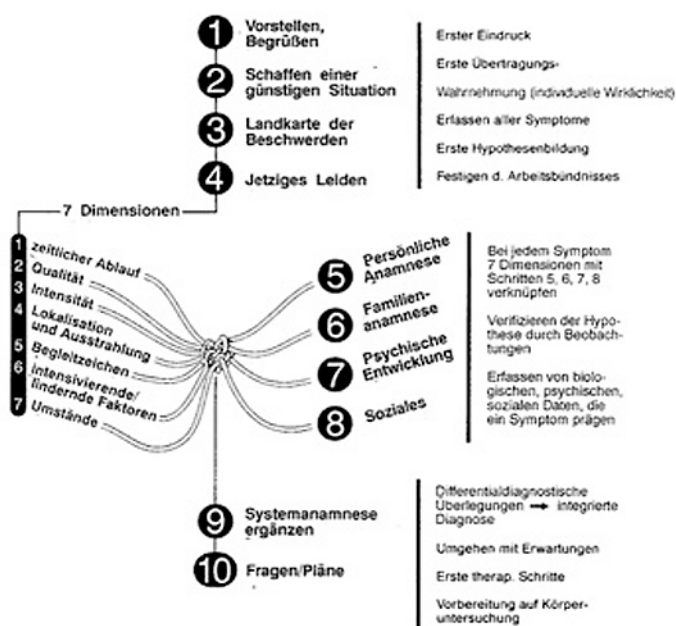 1 Vorstellen,
Begrüßen
2 Schaffen einer
günstigen Situation
3 Landkarte der
Beschwerden
4 Jetziges Leiden
Erster Eindruck
Erste Übertragungs-
Wahrnehmung (individuelle Wirklichkeit)
Erfassen aller Symptome
Erste Hypothesenbildung
Festigen d. Arbeitsbündnisses
7 Dimensionen
1 zeitlicher Ablauf
2 Qualität
3 Intensität
4 Lokalisation
und Ausstrahlung
5 Begleitzeichen
6 intensivierende/
lindernde Faktoren
7 Umstände
5 Persönliche
Anamnese
6 Familien-
anamnese
7 Psychische
Entwicklung
8 Soziales
Bei jedem Symptom
7 Dimensionen mit
Schritten 5, 6, 7, 8
verknüpfen
Verifizieren der Hypo-
these durch Beobach-
tungen
Erfassen von biolo-
gischen, psychischen,
sozialen Daten, die
ein Symptom prägen
9 Systemanamnese
ergänzen
10 Fragen/Pläne
Differentialdiagnostische
Überlegungen → integrierte
Diagnose
Umgehen mit Erwartungen
Erste therap. Schritte
Vorbereitung auf Körper-
untersuchung